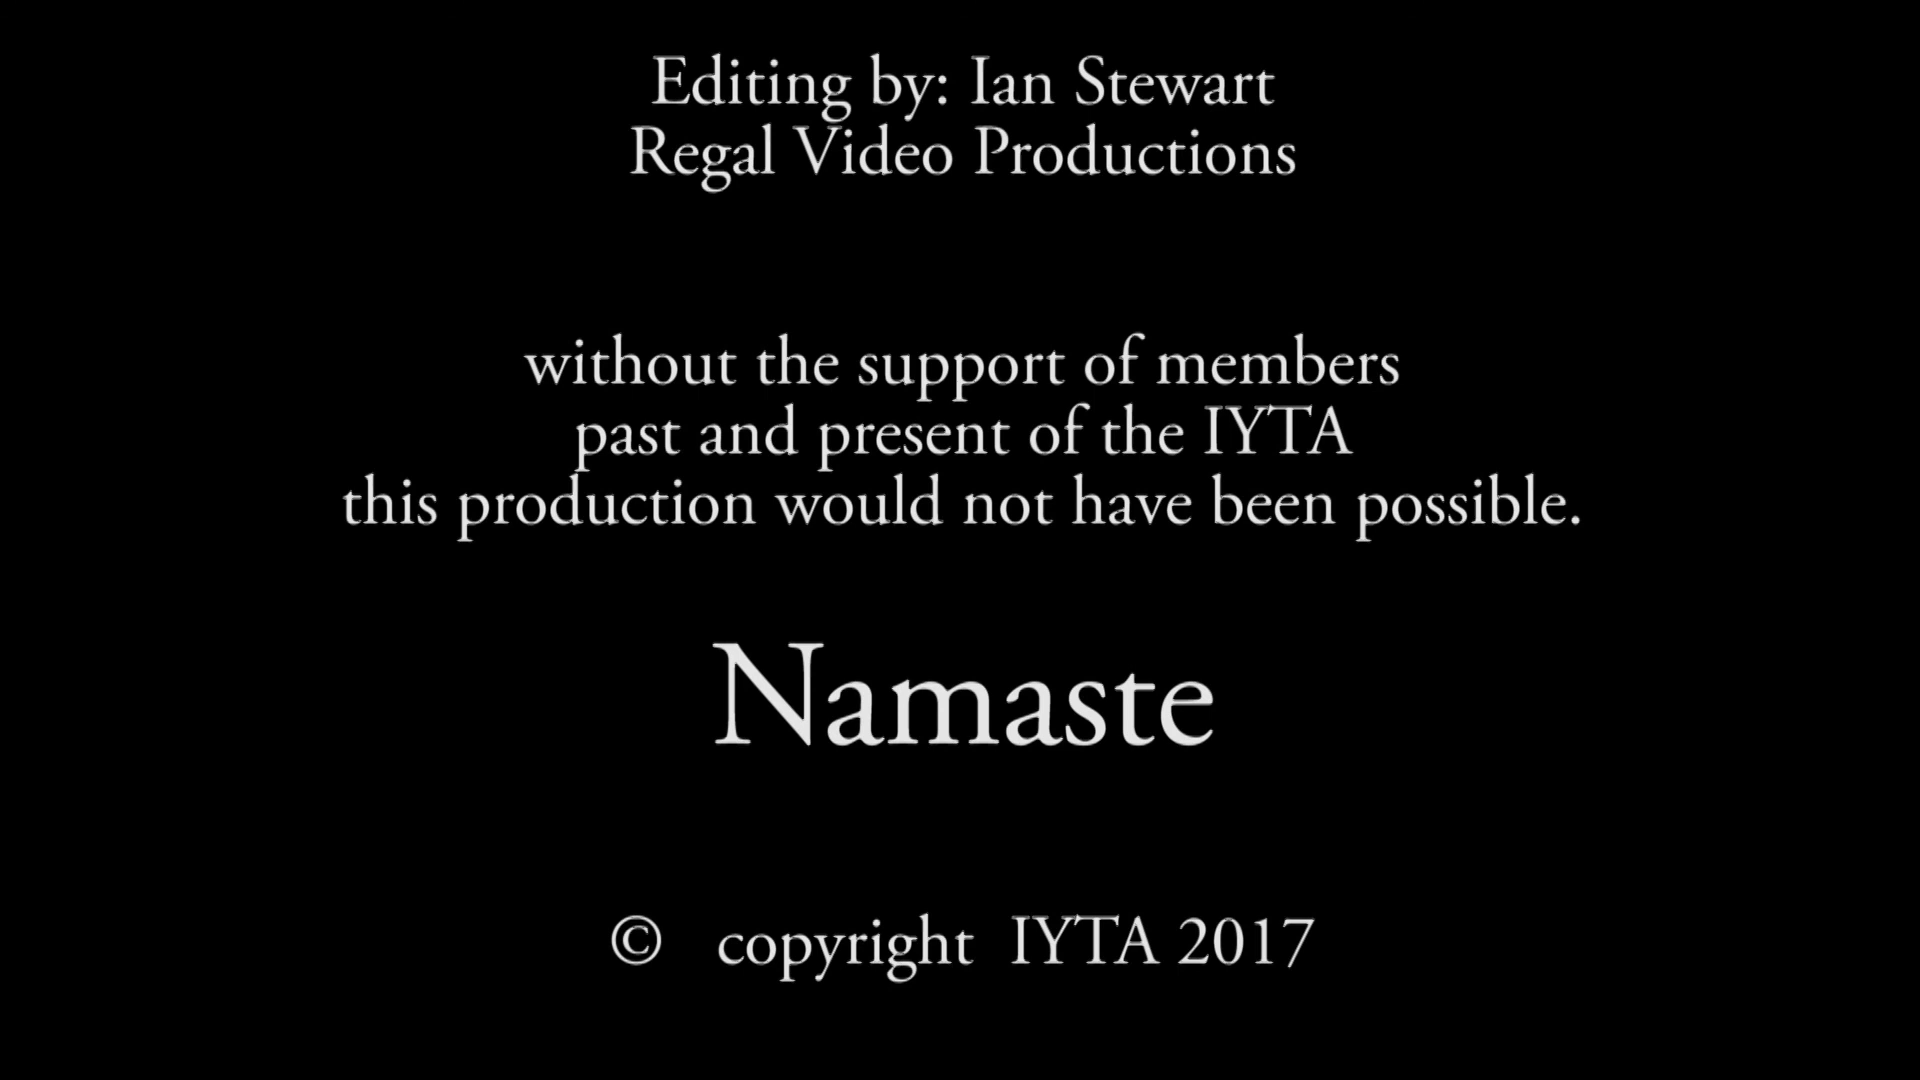 Editing by: Ian Stewart
Regal Video Productions
without the support of members
past and present of the IYTA
this production would not have been possible.
Namaste
© copyright IYTA 2017